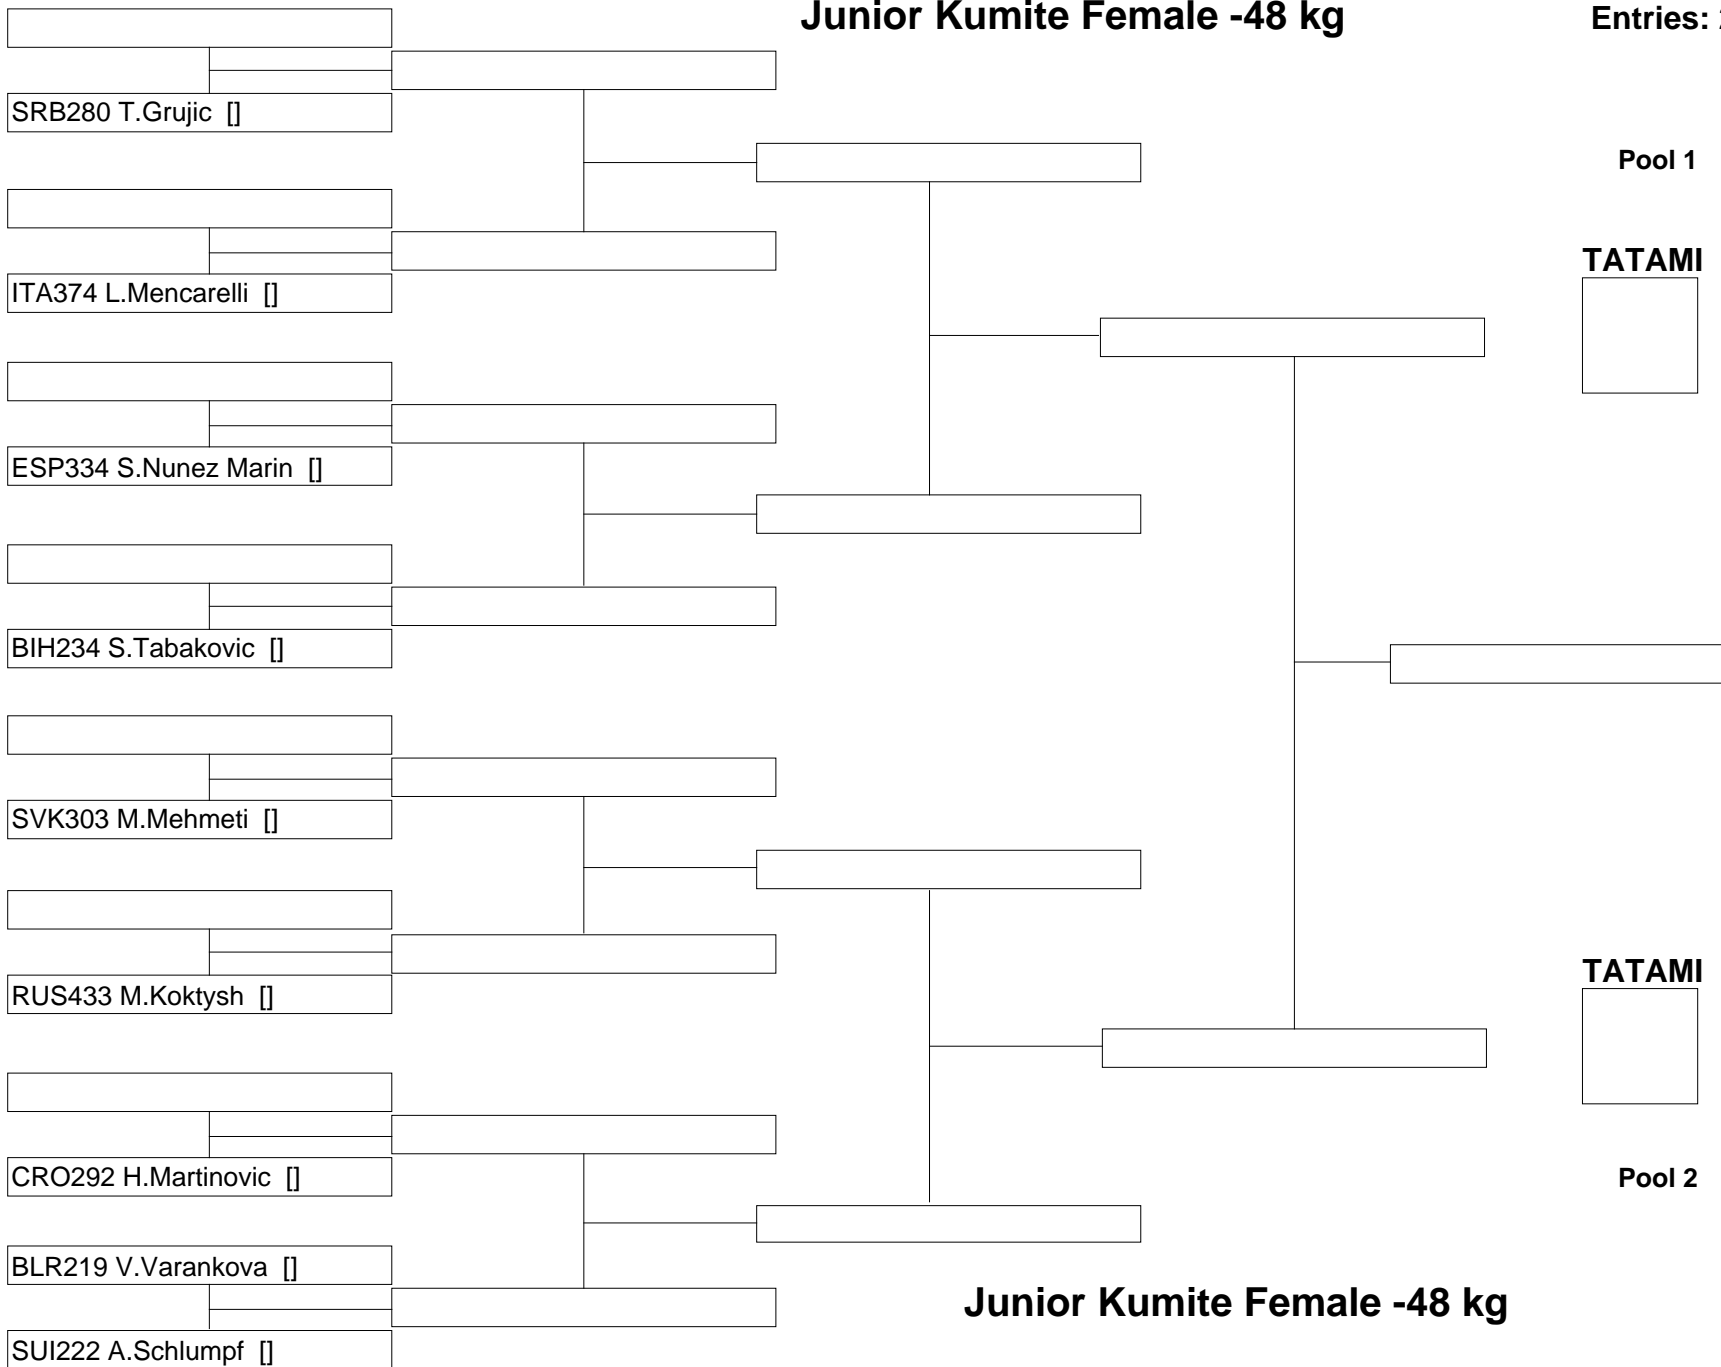 Junior Kumite Female -48 kg
Entries:
SRB280 T.Grujic []
Pool 1
TATAMI
ITA374 L.Mencarelli []
ESP334 S.Nunez Marin []
BIH234 S.Tabakovic []
SVK303 M.Mehmeti []
TATAMI
RUS433 M.Koktysh []
CRO292 H.Martinovic []
Pool 2
BLR219 V.Varankova []
Junior Kumite Female -48 kg
SUI222 A.Schlumpf []